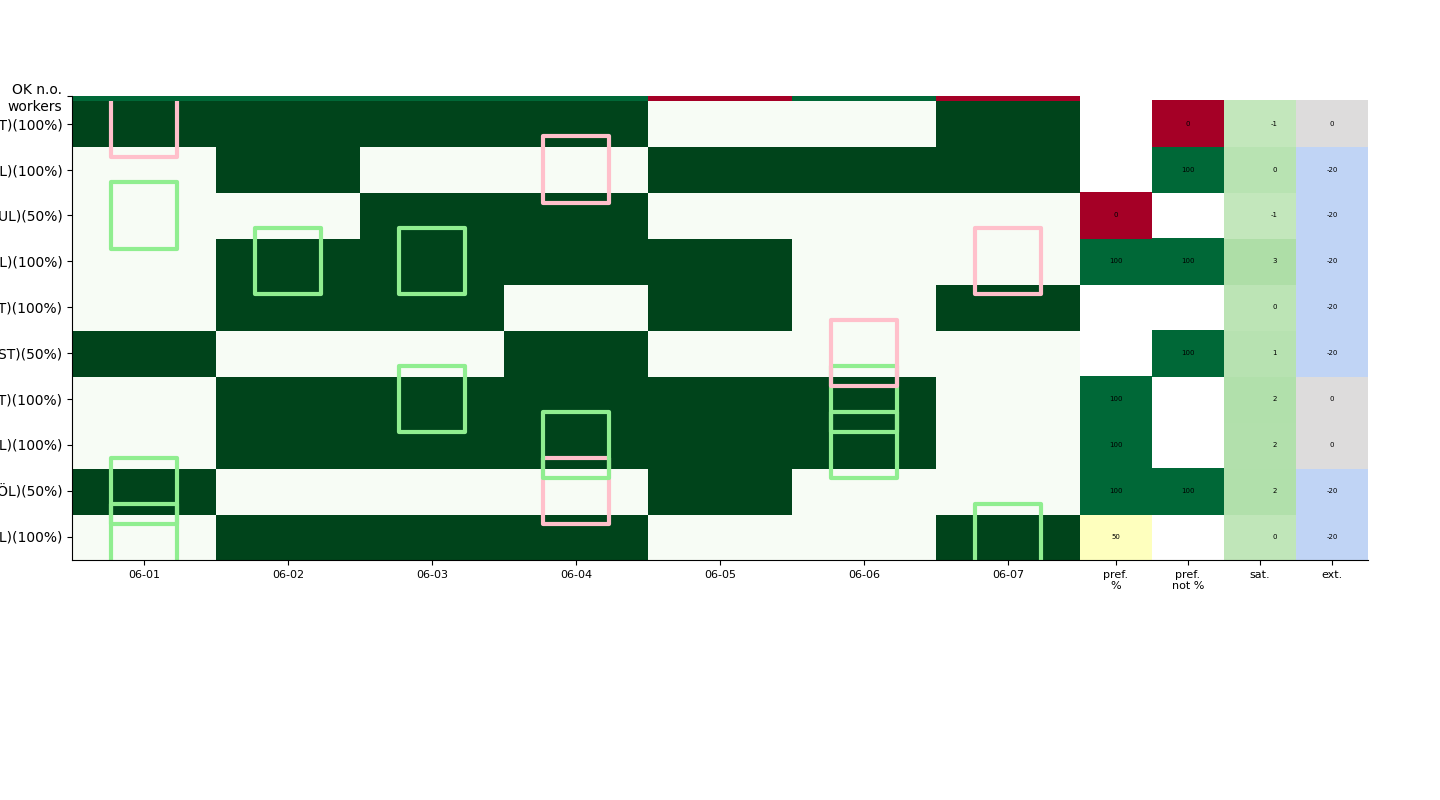 OK n.o.
workers
T)(100%) 0 -1 0
L)(100%) 100 0 -20
UL)(50%) 0 -1 -20
L)(100%) 100 100 3 -20
T)(100%) 0 -20
ST)(50%) 100 1 -20
T)(100%) 100 2 0
L)(100%) 100 2 0
ÖL)(50%) 100 100 2 -20
L)(100%) 50 0 -20
06-01 06-02 06-03 06-04 06-05 06-06 06-07 pref. pref. sat. ext.
% not %